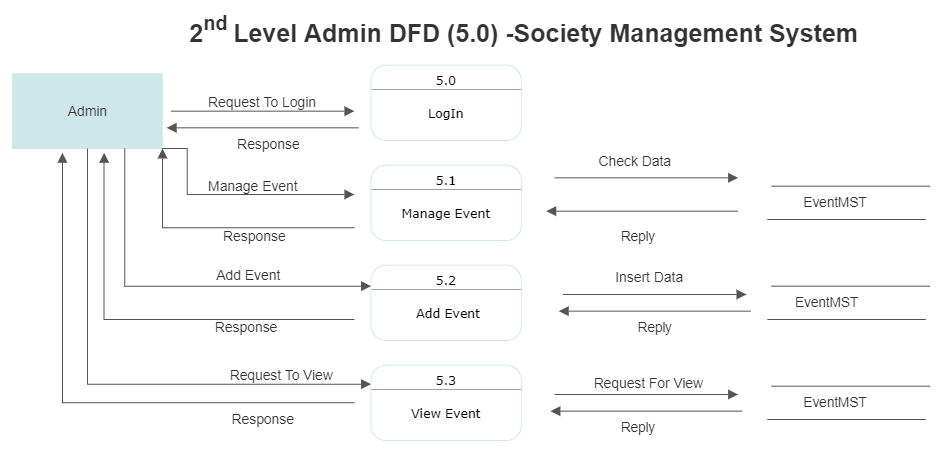 2nd Level Admin DFD (5.0) -Society Management System
Admin
Request To Login
Response
5.0
LogIn
Manage Event
Response
5.1
Manage Event
Check Data
Reply
EventMST
Add Event
Response
5.2
Add Event
Insert Data
Reply
EventMST
Request To View
Response
5.3
View Event
Request For View
Reply
EventMST